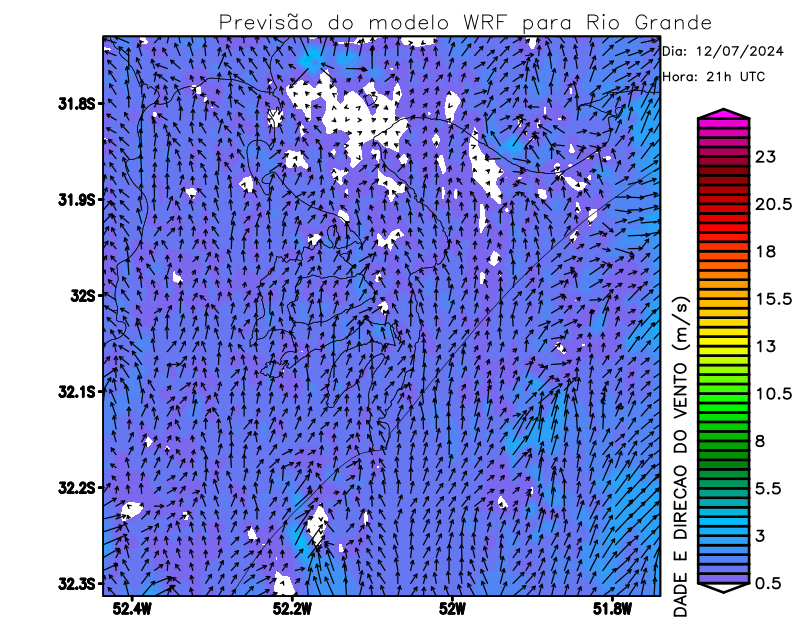 Previsão do modelo WRF para Rio Grande
Dia: 12/07/2024
Hora: 21h UTC
31.8S
31.9S
32S
32.1S
32.2S
32.3S
52.4W
52.2W
52W
51.8W
23
20.5
18
15.5
13
10.5
8
5.5
3
0.5
DADE E DIRECAO DO VENTO (m/s)